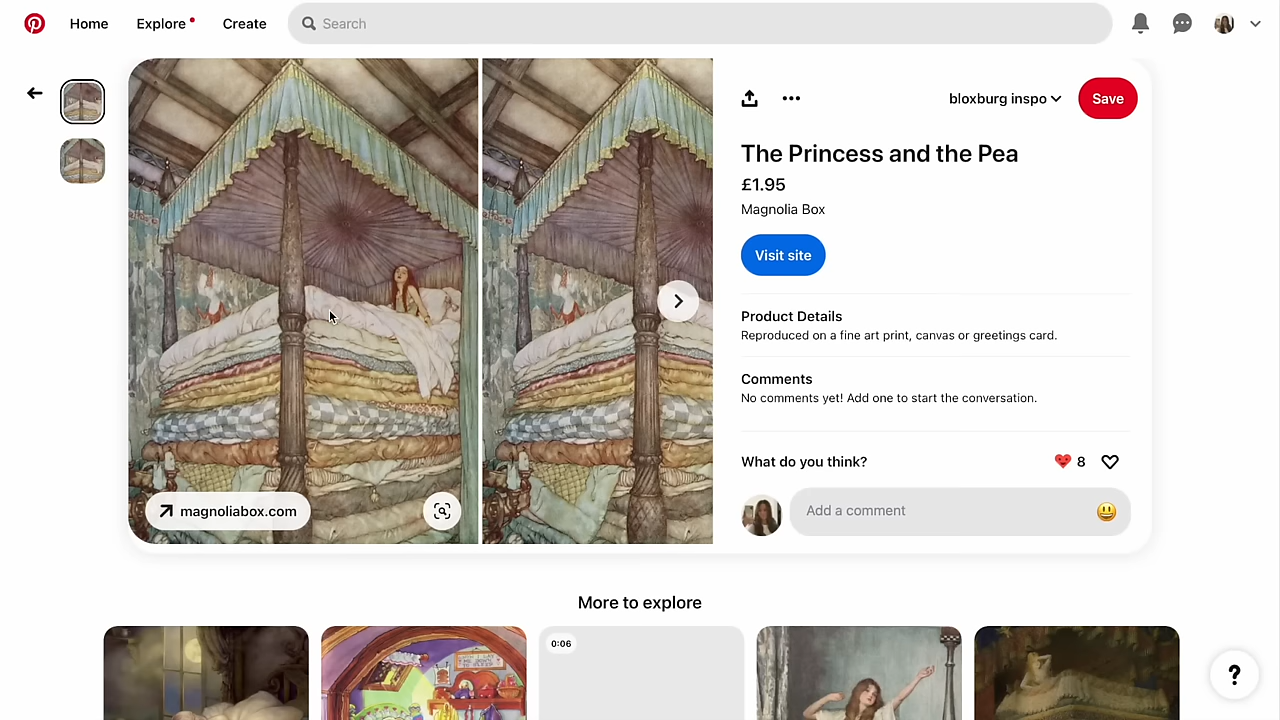 Home Explore Create Search
bloxburg inspo Save
The Princess and the Pea
£1.95
Magnolia Box
Visit site
Product Details
Reproduced on a fine art print, canvas or greetings card.
Comments
No comments yet! Add one to start the conversation.
What do you think? 8
Add a comment
magnoliabox.com
More to explore
0:06
?